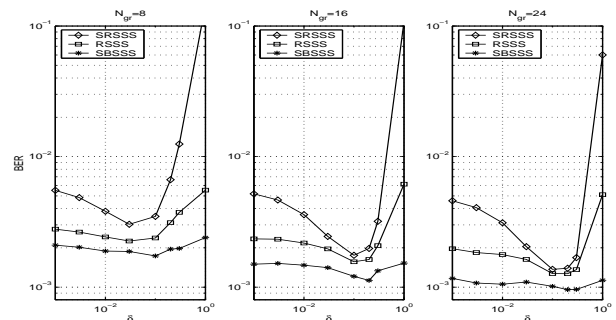 N_gr=8
10^-1
SRSSS
RSSS
SBSSS
10^-2
10^-3
BER
10^-2
10^0
δ
N_gr=16
10^-1
SRSSS
RSSS
SBSSS
10^-2
10^-3
10^-2
10^0
δ
N_gr=24
10^-1
SRSSS
RSSS
SBSSS
10^-2
10^-3
10^-2
10^0
δ